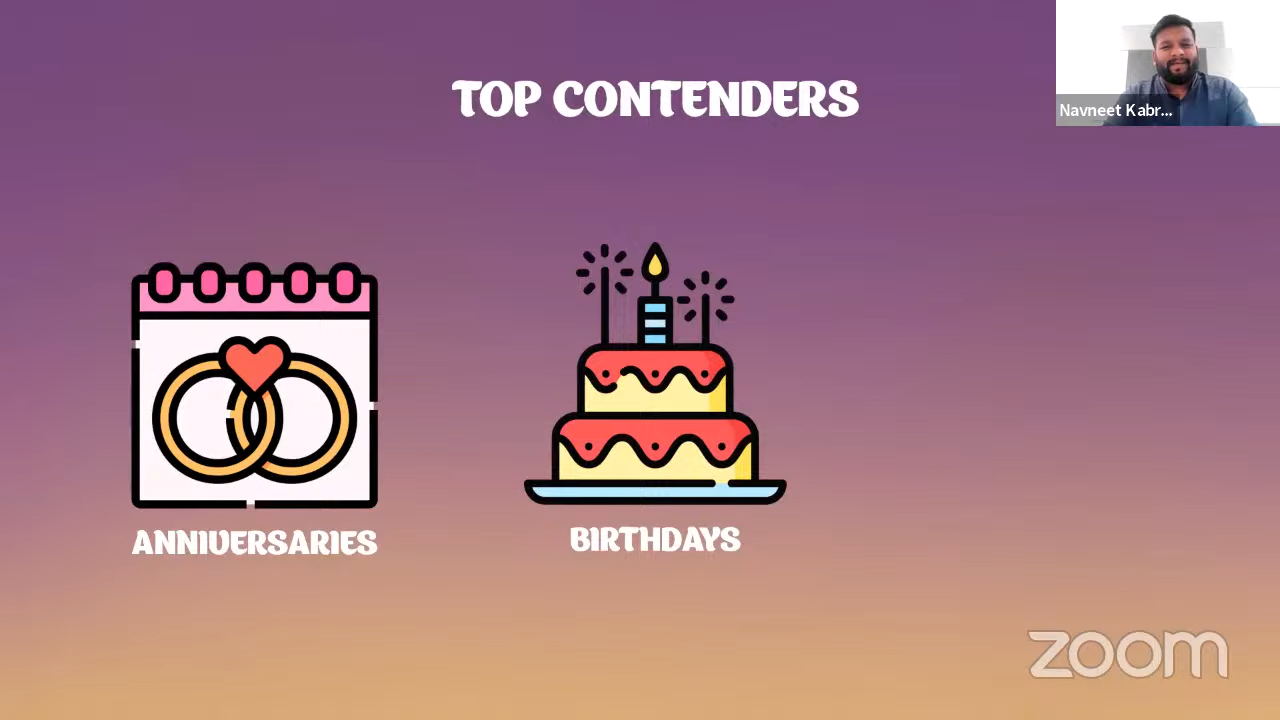 TOP CONTENDERS
Navneet Kabr...
ANNIVERSARIES
BIRTHDAYS
zoom